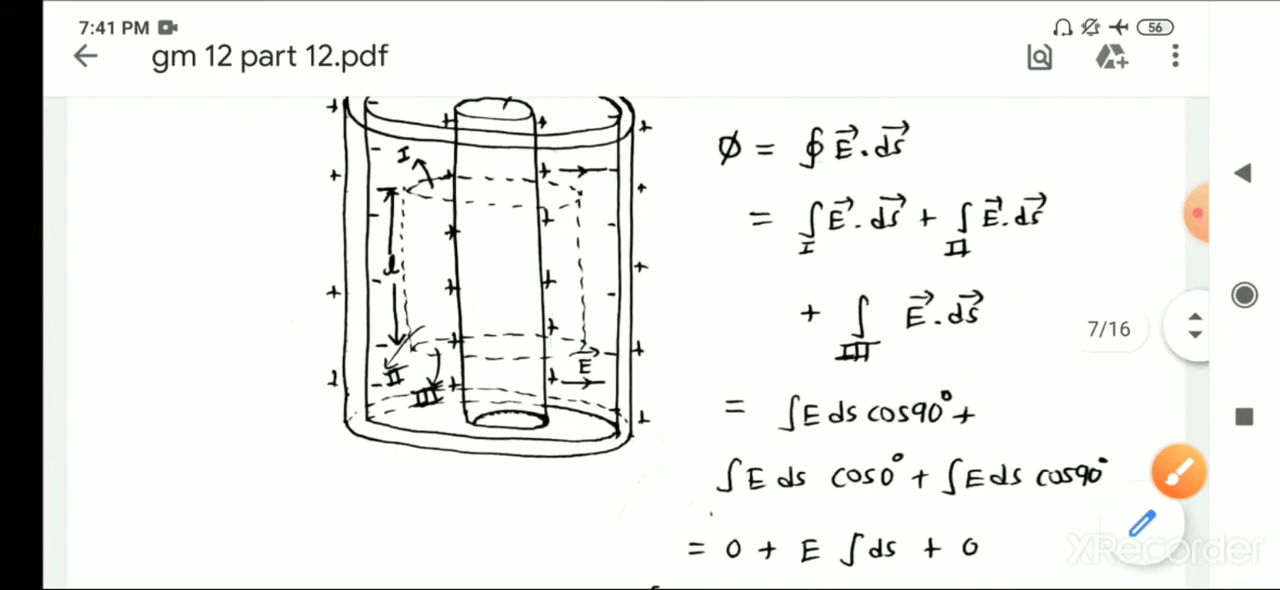 7:41 PM
56
gm 12 part 12.pdf
I
l
II
III
E⃗
ϕ = ∮ E⃗ . ds⃗
= ∫ E⃗ . ds⃗ + ∫ E⃗ . ds⃗
I II
+ ∫ E⃗ . ds⃗
III
7/16
= ∫ E ds cos90° +
∫ E ds cos0° + ∫ E ds cos90°
= 0 + E ∫ ds + 0
XRecorder